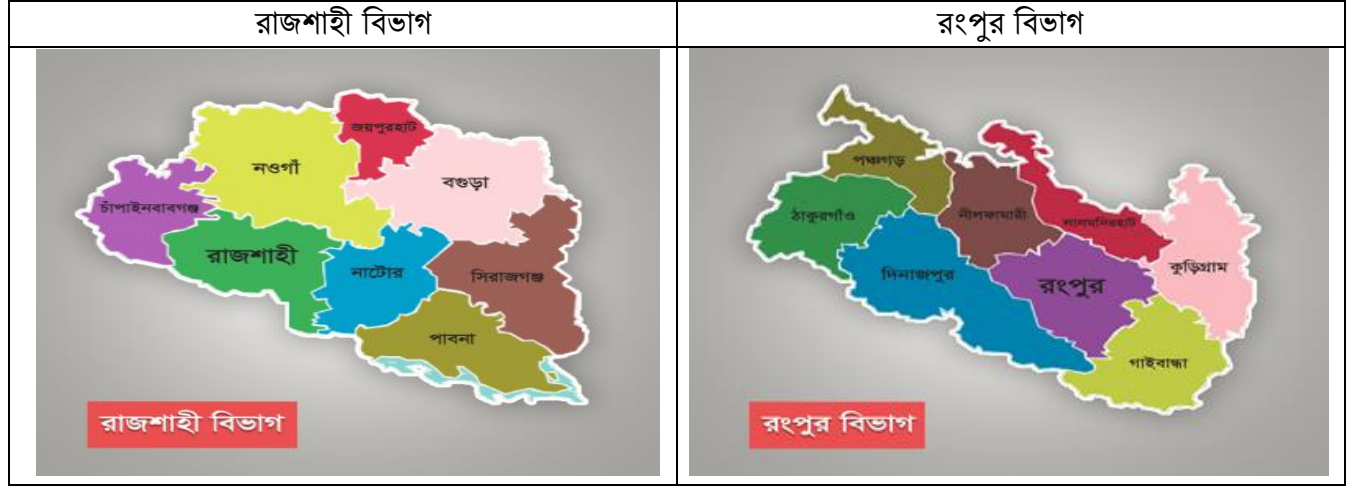 রাজশাহী বিভাগ
রংপুর বিভাগ
জয়পুরহাট
নওগাঁ
বগুড়া
চাঁপাইনবাবগঞ্জ
রাজশাহী
নাটোর
সিরাজগঞ্জ
পাবনা
রাজশাহী বিভাগ
পঞ্চগড়
ঠাকুরগাঁও
নীলফামারী
লালমনিরহাট
দিনাজপুর
রংপুর
কুড়িগ্রাম
গাইবান্ধা
রংপুর বিভাগ